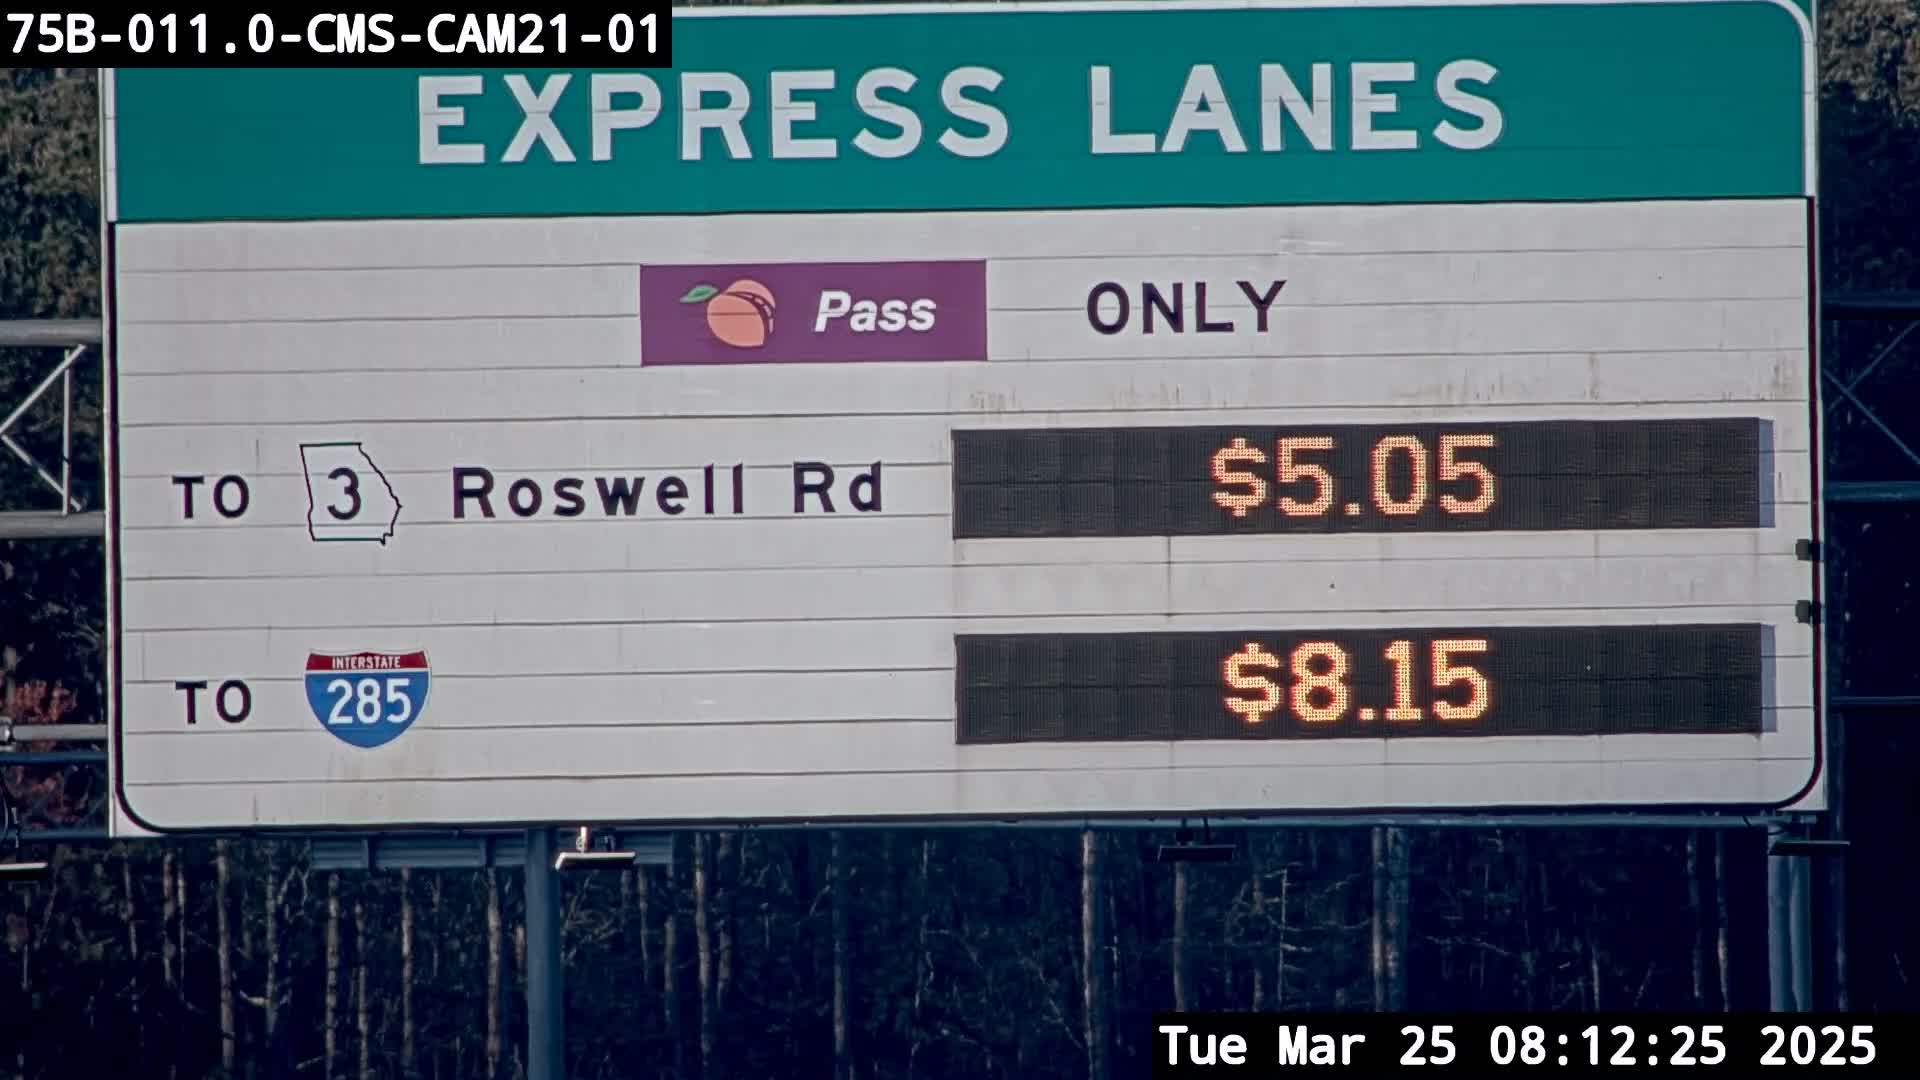 75B-011.0-CMS-CAM21-01
EXPRESS LANES
Pass ONLY
TO 3 Roswell Rd $5.05
TO INTERSTATE 285 $8.15
Tue Mar 25 08:12:25 2025